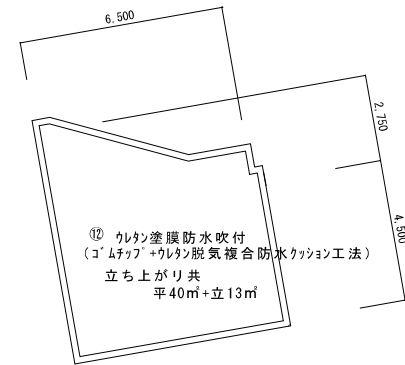 6.500
2.750
4.500
⑫ ウレタン塗膜防水吹付
(ゴムチップ+ウレタン脱気複合防水クッション工法)
立ち上がり共
平40㎡+立13㎡